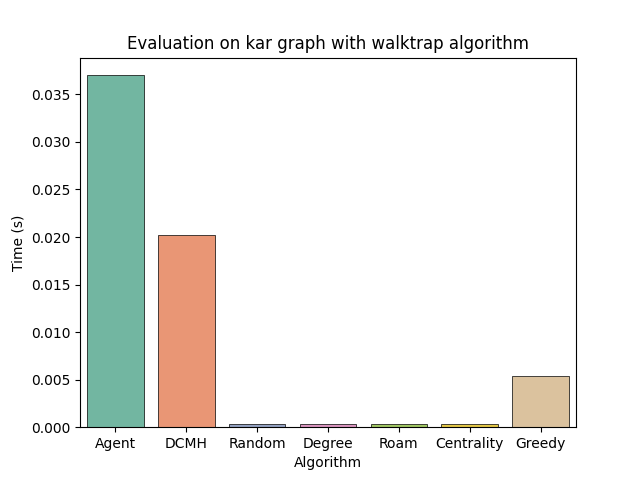 Evaluation on kar graph with walktrap algorithm
0.035
0.030
0.025
0.020
0.015
0.010
0.005
0.000
Time (s)
Agent DCMH Random Degree Roam Centrality Greedy
Algorithm